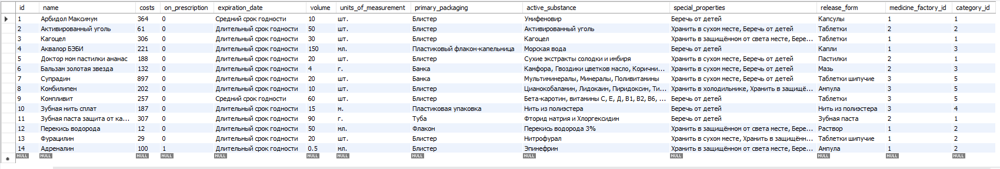 id name costs on_prescription expiration_date volume units_of_measurement primary_packaging active_substance special_properties release_form medicine_factory_id category_id
1 Арбидол Максимум 364 0 Средний срок годности 10 шт. Блистер Умифеновир Беречь от детей Капсулы 1 1
2 Активированный уголь 61 0 Длительный срок годности 50 шт. Блистер Активированный уголь Хранить в сухом месте, Беречь от детей Таблетки 2 2
3 Кагоцел 306 0 Длительный срок годности 30 шт. Блистер Кагоцел Хранить в защищённом от света месте, Бере... Таблетки 1 1
4 Аквалор БЭБИ 221 0 Длительный срок годности 150 мл. Пластиковый флакон-капельница Морская вода Беречь от детей Капли 1 3
5 Доктор мом пастилки ананас 188 0 Длительный срок годности 20 шт. Блистер Сухие экстракты солодки и имбиря Хранить в сухом месте, Беречь от детей Пастилки 2 1
6 Бальзам золотая звезда 132 0 Длительный срок годности 4 г. Банка Камфора, Гвоздики цветков масло, Коричн... Хранить в сухом месте, Беречь от детей Мазь 2 3
7 Супрадин 897 0 Длительный срок годности 20 шт. Банка Мультиминералы, Минералы, Поливитамины Хранить в сухом месте, Беречь от детей Таблетки шипучие 3 5
8 Комбилипен 202 0 Длительный срок годности 10 шт. Блистер Цианокобаламин, Лидокаин, Пиридоксин, Ти... Хранить в холодильнике, Хранить в защищё... Ампула 3 5
9 Компливит 257 0 Средний срок годности 60 шт. Блистер Бета-каротин, витамины С, Е, Д, В1, В2, В6, ... Беречь от детей Таблетки 3 5
10 Зубная нить сплат 187 0 Длительный срок годности 15 м. Пластиковая упаковка Нить из полиэстера Беречь от детей Нить из полиэстера 3 4
11 Зубная паста защита от ка... 307 0 Длительный срок годности 90 г. Туба Фторид натрия и Хлоргексидин Беречь от детей Зубная паста 2 1
12 Перекись водорода 12 0 Длительный срок годности 50 мл. Флакон Перекись водорода 3% Хранить в защищённом от света месте, Бере... Раствор 1 2
13 Фурацилин 29 0 Длительный срок годности 20 шт. Блистер Нитрофурал Хранить в сухом месте, Хранить в защищённ... Таблетки шипучие 1 2
14 Адреналин 100 1 Длительный срок годности 0.5 мл. Блистер Эпинефрин Хранить в защищённом от света месте, Бере... Ампула 1 2
NULL NULL NULL NULL NULL NULL NULL NULL NULL NULL NULL NULL NULL